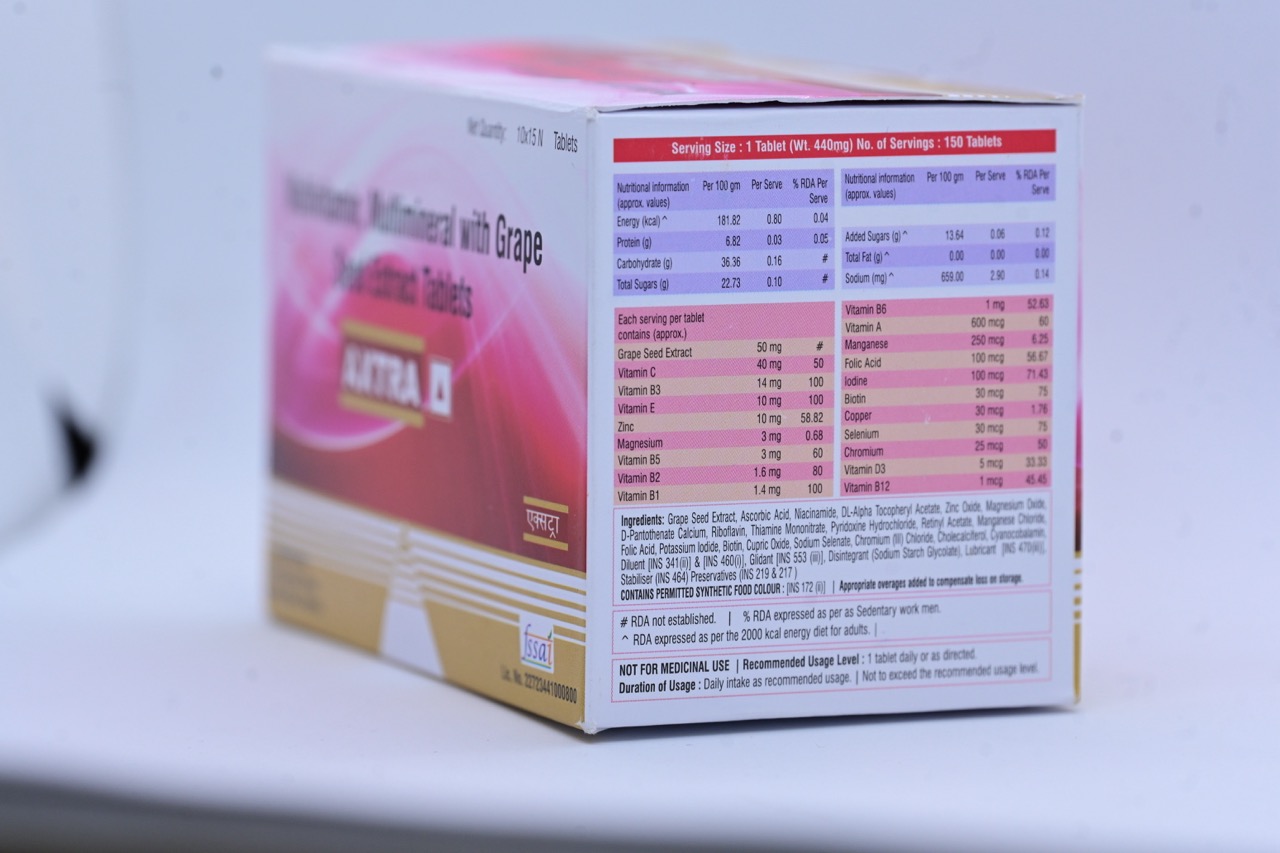 Net Quantity: 10x15 N Tablets
Multivitamin, Multimineral with Grape
Seed Extract Tablets
एक्सट्रा
fssai
Lic. No. 22723441000800
Serving Size : 1 Tablet (Wt. 440mg) No. of Servings : 150 Tablets
Nutritional information (approx. values) Per 100 gm Per Serve % RDA Per Serve
Energy (kcal) ^ 181.82 0.80 0.04
Protein (g) 6.82 0.03 0.05
Carbohydrate (g) 36.36 0.16 #
Total Sugars (g) 22.73 0.10 #
Nutritional information (approx. values) Per 100 gm Per Serve % RDA Per Serve
Added Sugars (g) ^ 13.64 0.06 0.12
Total Fat (g) ^ 0.00 0.00 0.00
Sodium (mg) ^ 659.00 2.90 0.14
Each serving per tablet
contains (approx.)
Grape Seed Extract 50 mg #
Vitamin C 40 mg 50
Vitamin B3 14 mg 100
Vitamin E 10 mg 100
Zinc 10 mg 58.82
Magnesium 3 mg 0.68
Vitamin B5 3 mg 60
Vitamin B2 1.6 mg 80
Vitamin B1 1.4 mg 100
Vitamin B6 1 mg 52.63
Vitamin A 600 mcg 60
Manganese 250 mcg 6.25
Folic Acid 100 mcg 56.67
Iodine 100 mcg 71.43
Biotin 30 mcg 75
Copper 30 mcg 1.76
Selenium 30 mcg 75
Chromium 25 mcg 50
Vitamin D3 5 mcg 33.33
Vitamin B12 1 mcg 45.45
Ingredients: Grape Seed Extract, Ascorbic Acid, Niacinamide, DL-Alpha Tocopheryl Acetate, Zinc Oxide, Magnesium Oxide,
D-Pantothenate Calcium, Riboflavin, Thiamine Mononitrate, Pyridoxine Hydrochloride, Retinyl Acetate, Manganese Chloride,
Folic Acid, Potassium Iodide, Biotin, Cupric Oxide, Sodium Selenate, Chromium (III) Chloride, Cholecalciferol, Cyanocobalamin,
Diluent [INS 341(ii)] & [INS 460(i)], Glidant [INS 553 (iii)], Disintegrant (Sodium Starch Glycolate), Lubricant [INS 470(iii)],
Stabiliser (INS 464) Preservatives (INS 219 & 217 )
CONTAINS PERMITTED SYNTHETIC FOOD COLOUR : [INS 172 (ii)] | Appropriate overages added to compensate loss on storage.
# RDA not established. | % RDA expressed as per as Sedentary work men.
^ RDA expressed as per the 2000 kcal energy diet for adults. |
NOT FOR MEDICINAL USE | Recommended Usage Level : 1 tablet daily or as directed.
Duration of Usage : Daily intake as recommended usage. | Not to exceed the recommended usage level.